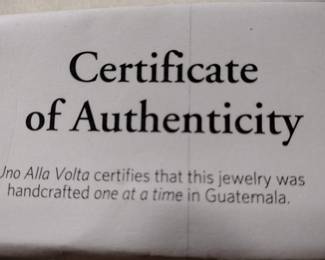 Certificate
of Authenticity
Uno Alla Volta certifies that this jewelry was
handcrafted one at a time in Guatemala.